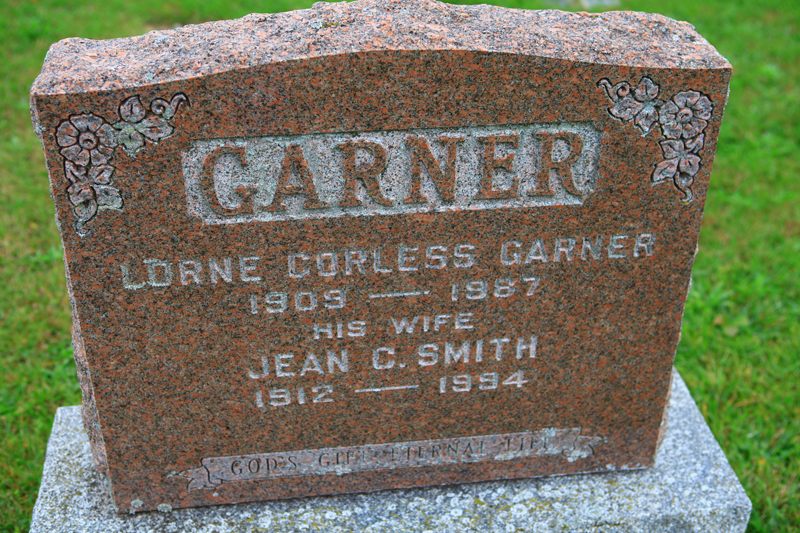 GARNER
LORNE CORLESS GARNER
1909 — 1987
HIS WIFE
JEAN C. SMITH
1912 — 1994
GOD'S GIFT ETERNAL LIFE